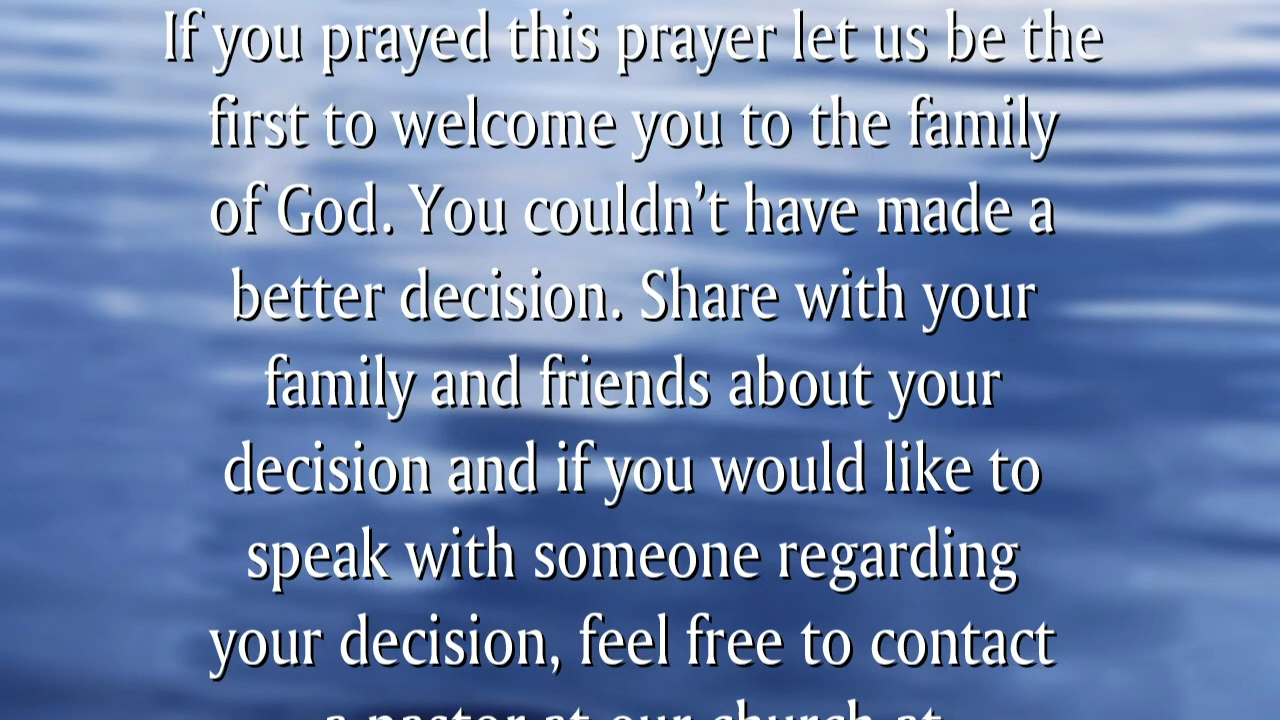 If you prayed this prayer let us be the
first to welcome you to the family
of God. You couldn’t have made a
better decision. Share with your
family and friends about your
decision and if you would like to
speak with someone regarding
your decision, feel free to contact
a pastor at our church at